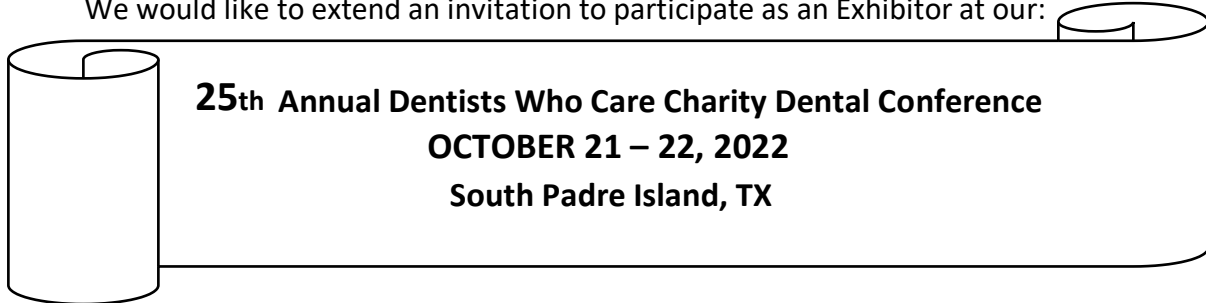 We would like to extend an invitation to participate as an Exhibitor at our:
25th Annual Dentists Who Care Charity Dental Conference
OCTOBER 21 – 22, 2022
South Padre Island, TX